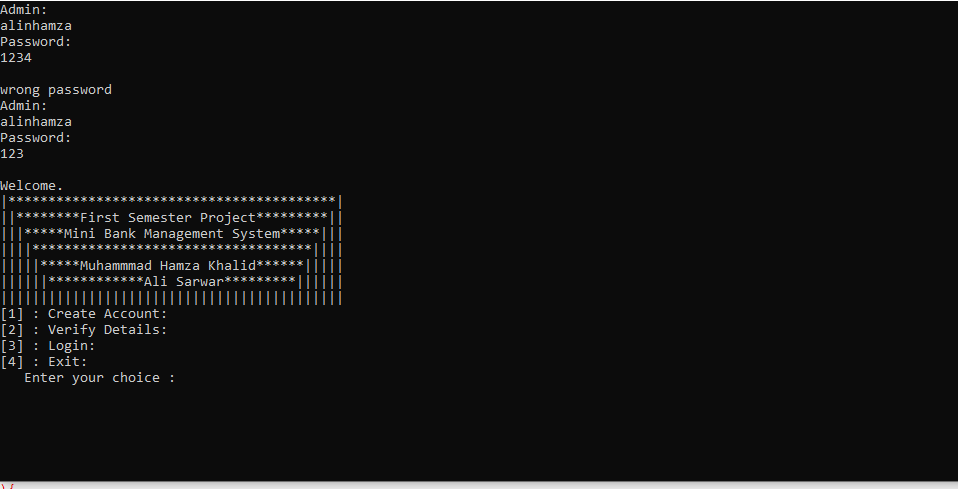 Admin:
alinhamza
Password:
1234
wrong password
Admin:
alinhamza
Password:
123
Welcome.
|*****************************************|
||********First Semester Project*********||
|||*****Mini Bank Management System*****|||
||||***********************************||||
|||||*****Muhammmad Hamza Khalid******|||||
||||||************Ali Sarwar*********||||||
|||||||||||||||||||||||||||||||||||||||||||
[1] : Create Account:
[2] : Verify Details:
[3] : Login:
[4] : Exit:
Enter your choice :
){